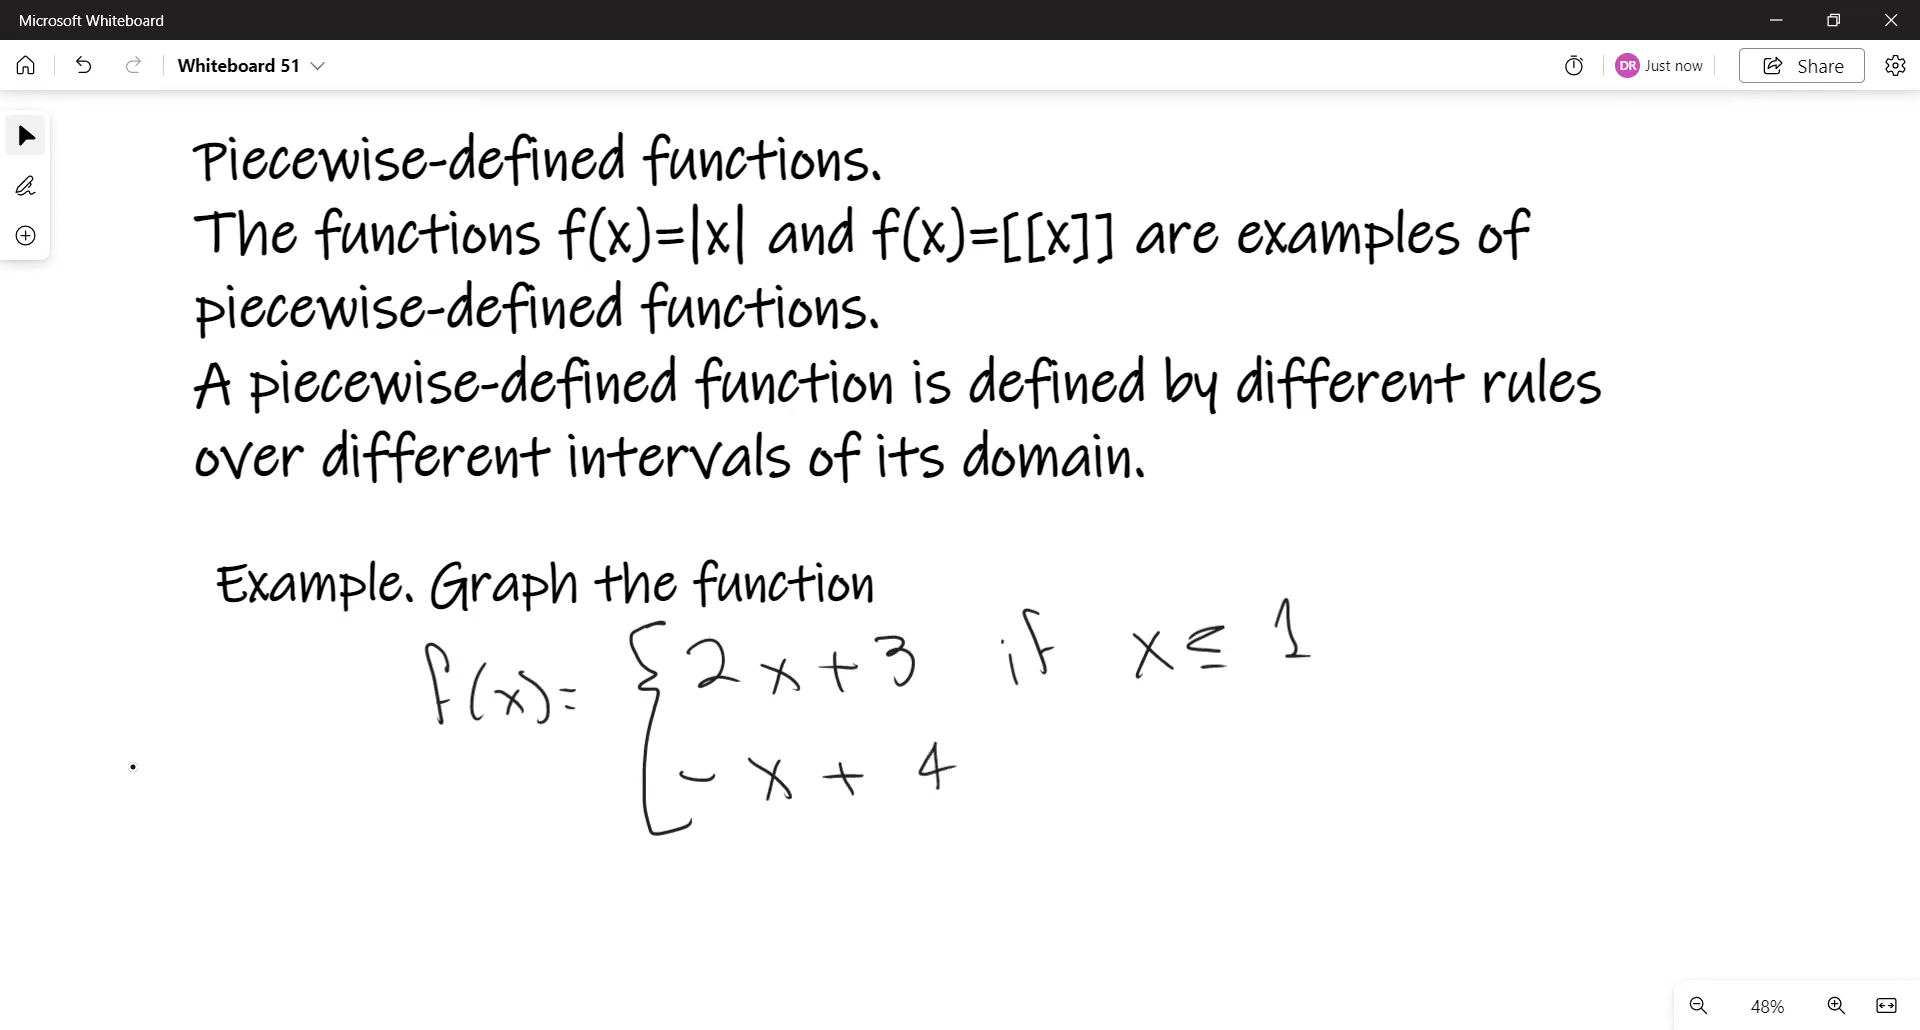 Microsoft Whiteboard
Whiteboard 51
DR Just now
Share
Piecewise-defined functions.
The functions f(x)=|x| and f(x)=[[x]] are examples of
piecewise-defined functions.
A piecewise-defined function is defined by different rules
over different intervals of its domain.
Example. Graph the function
f(x)= { 2x+3 if x ≤ 1
-x + 4
48%